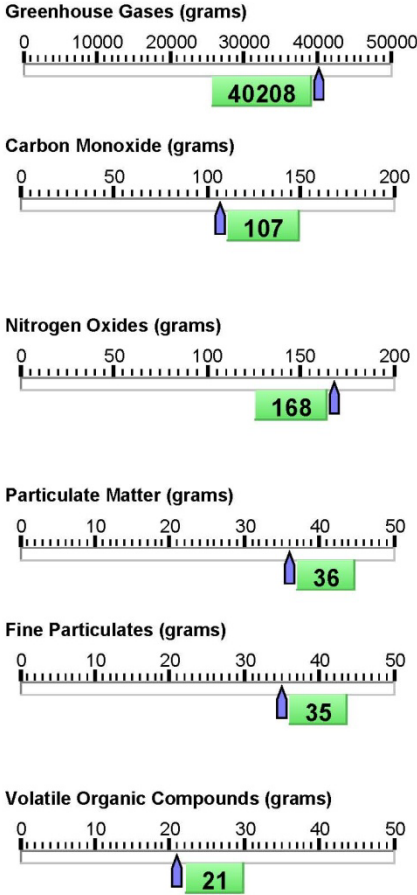 Greenhouse Gases (grams)
0 10000 20000 30000 40000 50000
40208
Carbon Monoxide (grams)
0 50 100 150 200
107
Nitrogen Oxides (grams)
0 50 100 150 200
168
Particulate Matter (grams)
0 10 20 30 40 50
36
Fine Particulates (grams)
0 10 20 30 40 50
35
Volatile Organic Compounds (grams)
0 10 20 30 40 50
21